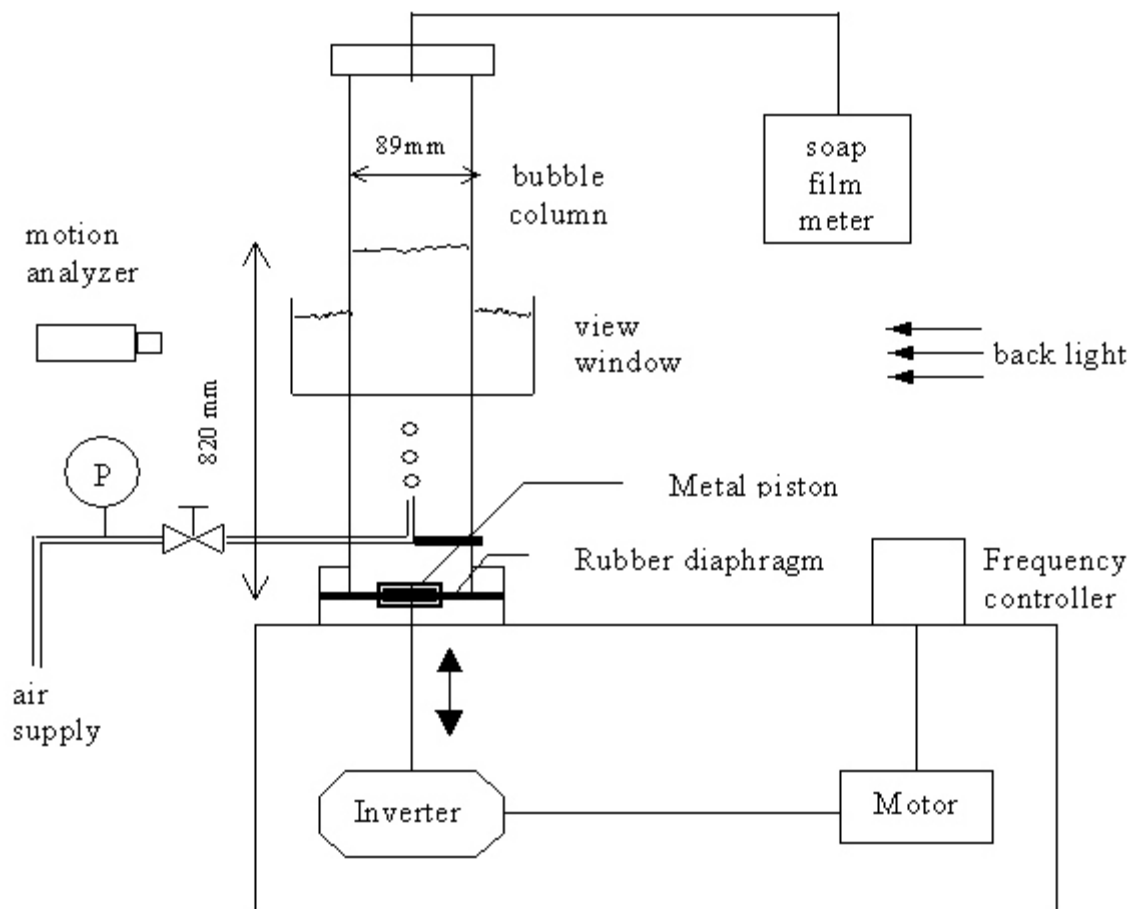 89mm
bubble
column
soap
film
meter
motion
analyzer
view
window
back light
820 mm
P
Metal piston
Rubber diaphragm
Frequency
controller
air
supply
Inverter
Motor